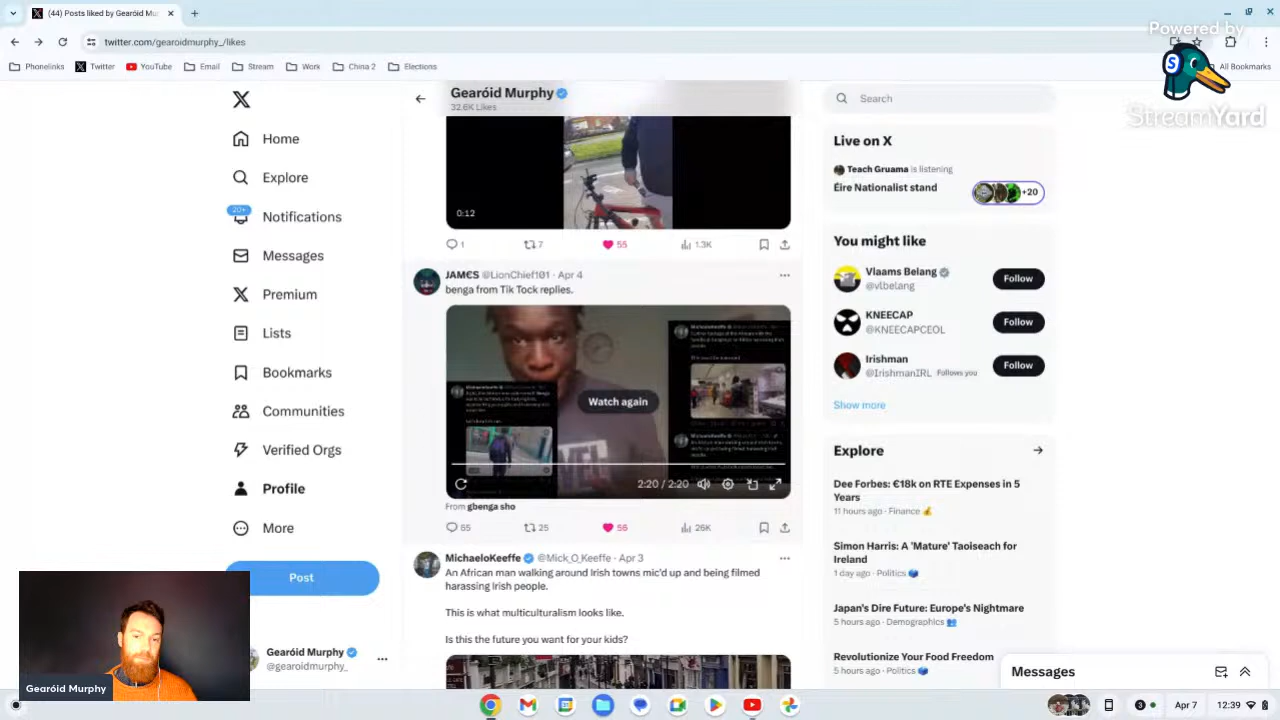 (44) Posts liked by Gearóid Mu
twitter.com/gearoidmurphy_/likes
Phonelinks
Twitter
YouTube
Email
Stream
Work
China 2
Elections
All Bookmarks
Powered by
StreamYard
Home
Explore
20+
Notifications
Messages
Premium
Lists
Bookmarks
Communities
Verified Orgs
Profile
More
Post
Gearóid Murphy
@gearoidmurphy_
Gearóid Murphy
Gearóid Murphy
32.6K Likes
0:12
1
7
55
1.3K
JAM€S @LionChief101 · Apr 4
benga from Tik Tock replies.
Watch again
2:20 / 2:20
From gbenga sho
65
25
56
26K
MichaeloKeeffe @Mick_O_Keeffe · Apr 3
An African man walking around Irish towns mic'd up and being filmed
harassing Irish people.
This is what multiculturalism looks like.
Is this the future you want for your kids?
Search
Live on X
Teach Gruama is listening
Éire Nationalist stand
+20
You might like
Vlaams Belang
@vlbelang
Follow
KNEECAP
@KNEECAPCEOL
Follow
Irishman
@IrishmanIRL Follows you
Follow
Show more
Explore
Dee Forbes: €18k on RTE Expenses in 5
Years
11 hours ago · Finance
Simon Harris: A 'Mature' Taoiseach for
Ireland
1 day ago · Politics
Japan's Dire Future: Europe's Nightmare
5 hours ago · Demographics
Revolutionize Your Food Freedom
5 hours ago · Politics
Messages
3
Apr 7
12:39